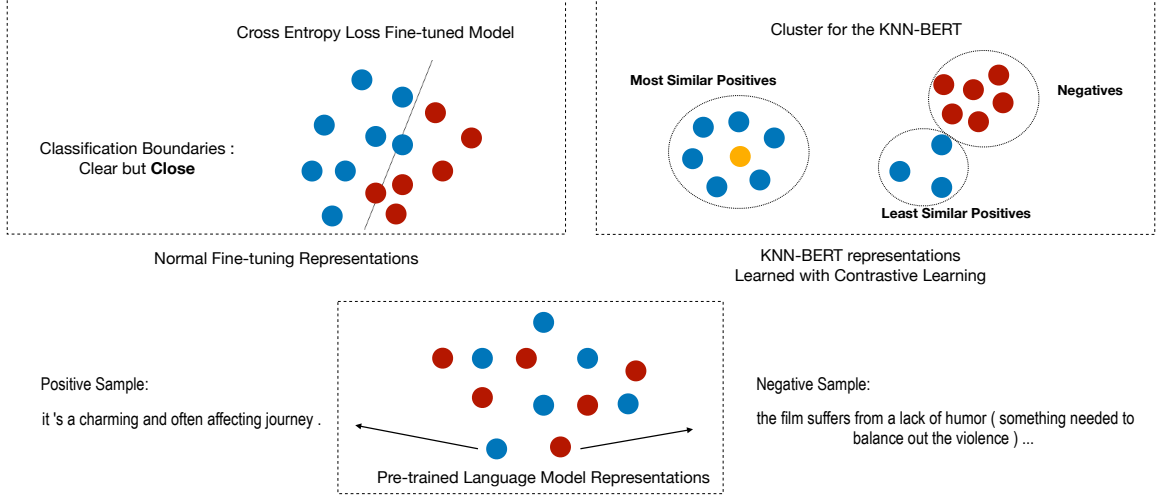 Cross Entropy Loss Fine-tuned Model
Classification Boundaries :
Clear but Close
Normal Fine-tuning Representations
Cluster for the KNN-BERT
Most Similar Positives
Negatives
Least Similar Positives
KNN-BERT representations
Learned with Contrastive Learning
Positive Sample:
it 's a charming and often affecting journey .
Negative Sample:
the film suffers from a lack of humor ( something needed to
balance out the violence ) ...
Pre-trained Language Model Representations